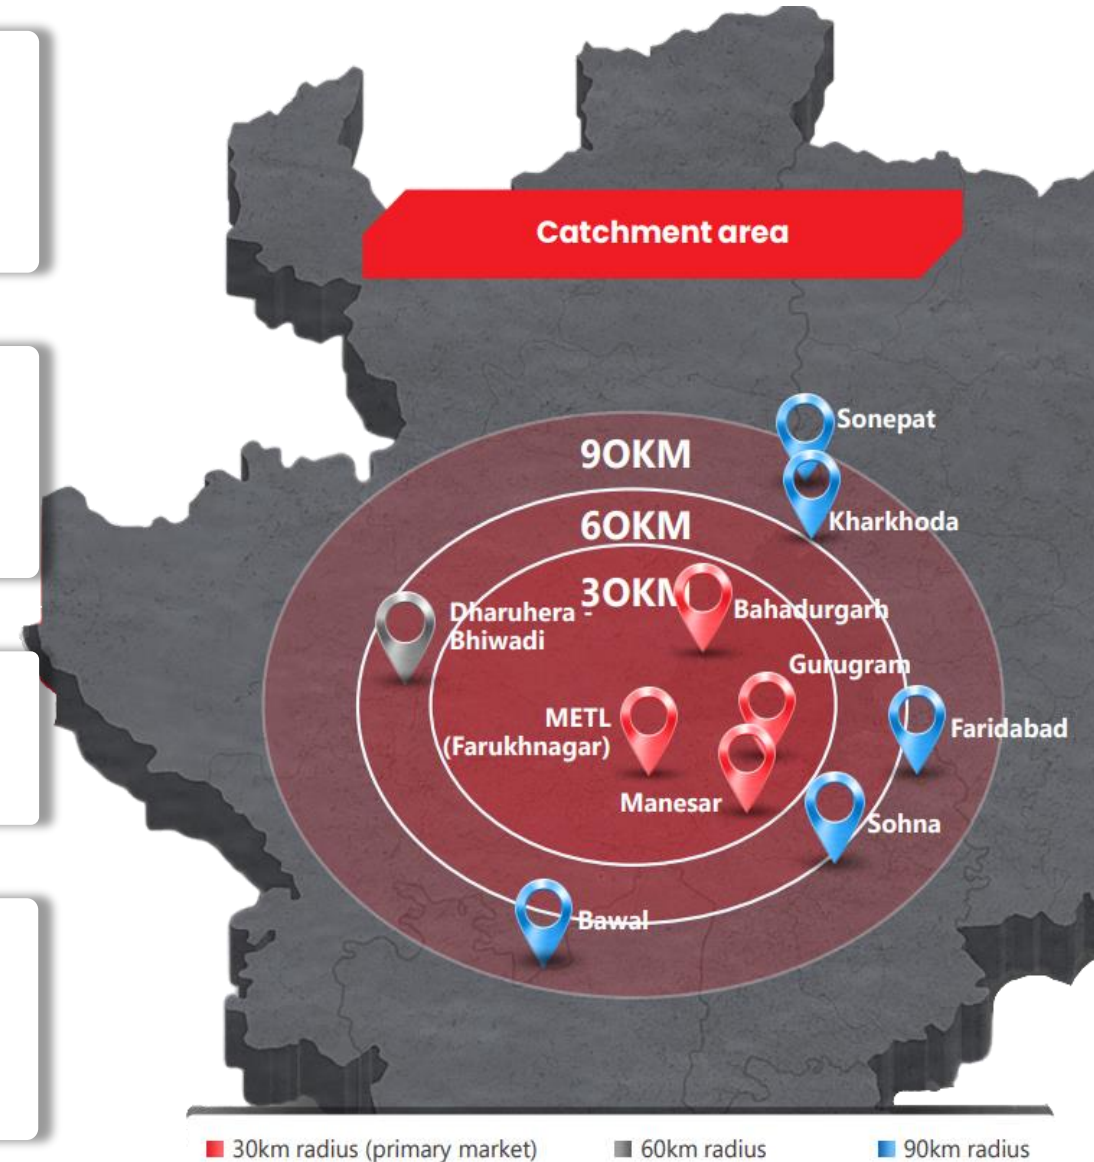 Catchment area
Sonepat
90KM
Kharkhoda
60KM
30KM
Bahadurgarh
Dharuhera -
Bhiwadi
Gurugram
METL
(Farukhnagar)
Faridabad
Manesar
Sohna
Bawal
30km radius (primary market)
60km radius
90km radius